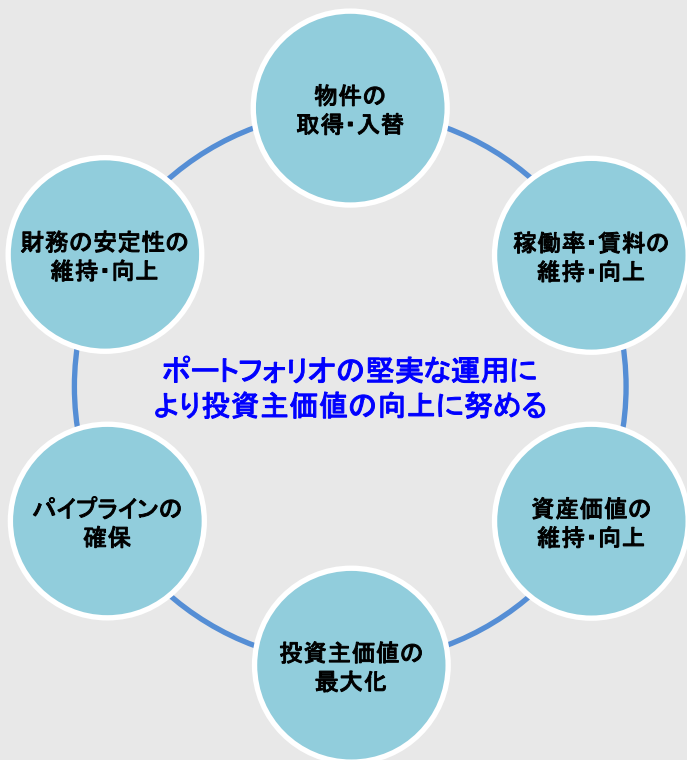 物件の
取得・入替
財務の安定性の
維持・向上
稼働率・賃料の
維持・向上
ポートフォリオの堅実な運用に
より投資主価値の向上に努める
パイプラインの
確保
資産価値の
維持・向上
投資主価値の
最大化